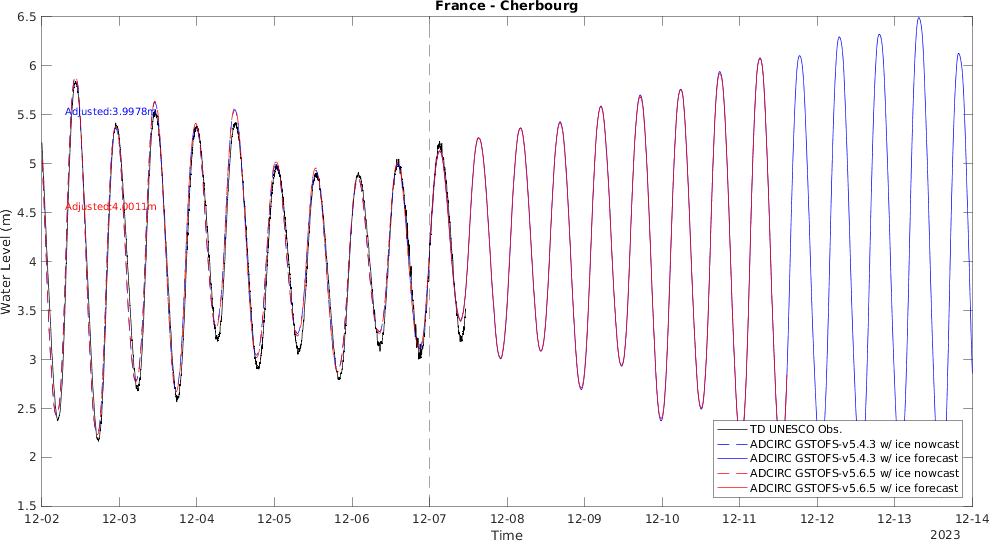 France - Cherbourg
6.5
6
5.5
5
4.5
4
3.5
3
2.5
2
1.5
Water Level (m)
Adjusted:3.9978m
Adjusted:4.0011m
TD UNESCO Obs.
ADCIRC GSTOFS-v5.4.3 w/ ice nowcast
ADCIRC GSTOFS-v5.4.3 w/ ice forecast
ADCIRC GSTOFS-v5.6.5 w/ ice nowcast
ADCIRC GSTOFS-v5.6.5 w/ ice forecast
12-02 12-03 12-04 12-05 12-06 12-07 12-08 12-09 12-10 12-11 12-12 12-13 12-14
Time
2023